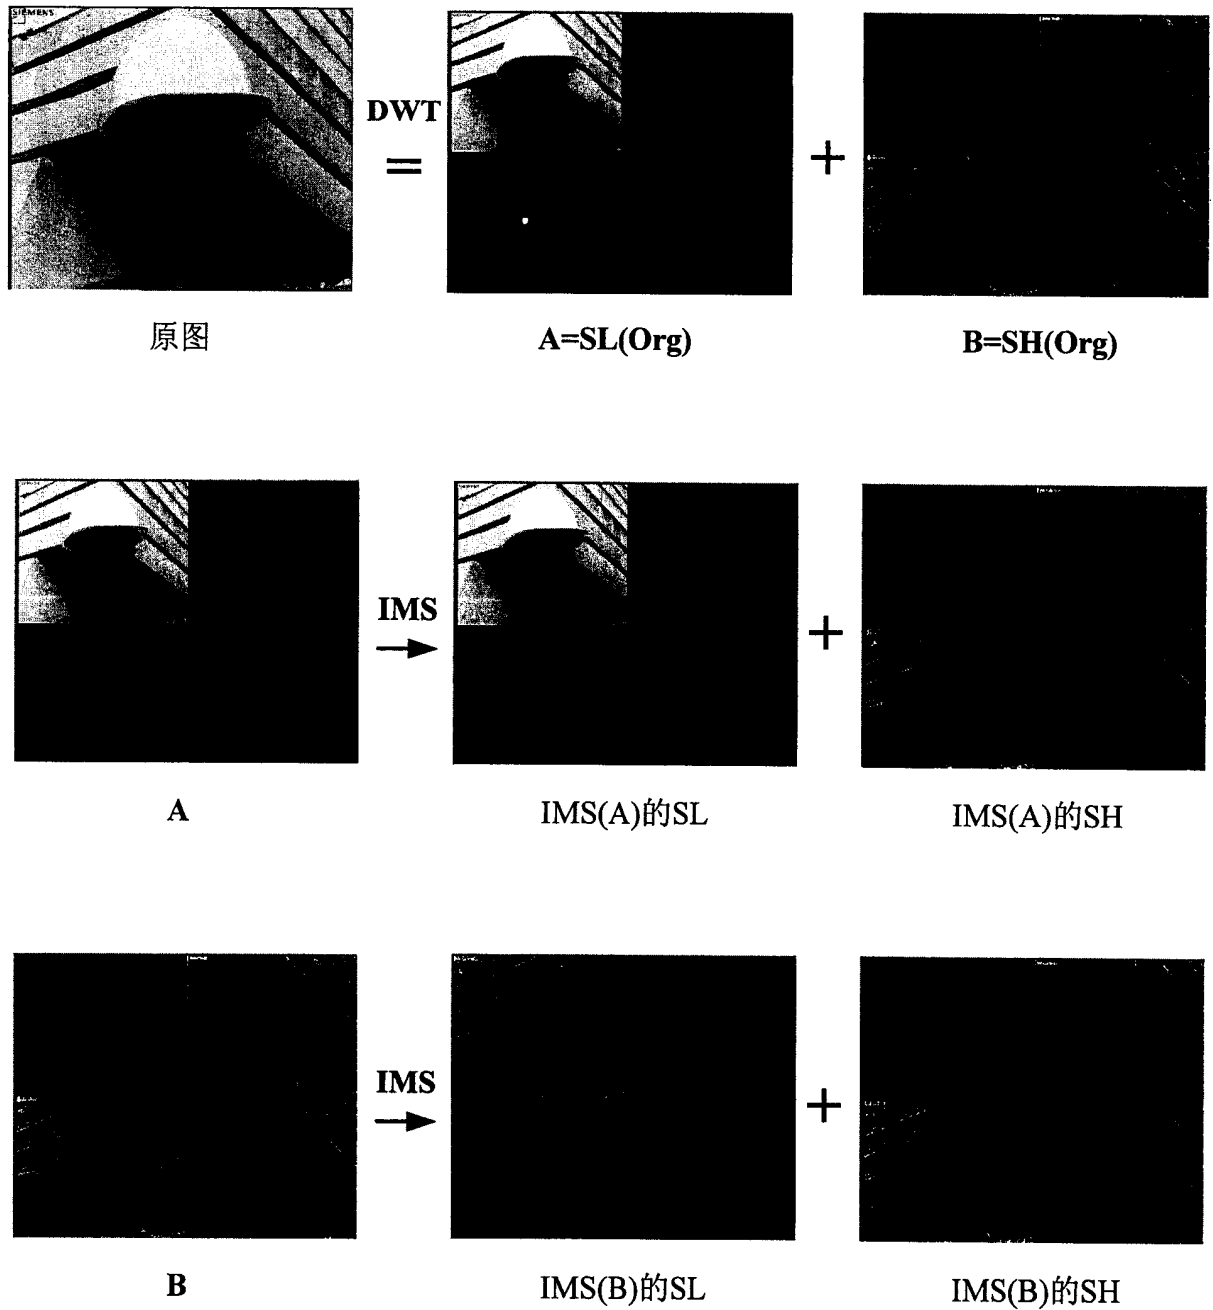 SIEMENS
DWT
=
+
原图
A=SL(Org)
B=SH(Org)
IMS
+
A
IMS(A)的SL
IMS(A)的SH
IMS
+
B
IMS(B)的SL
IMS(B)的SH